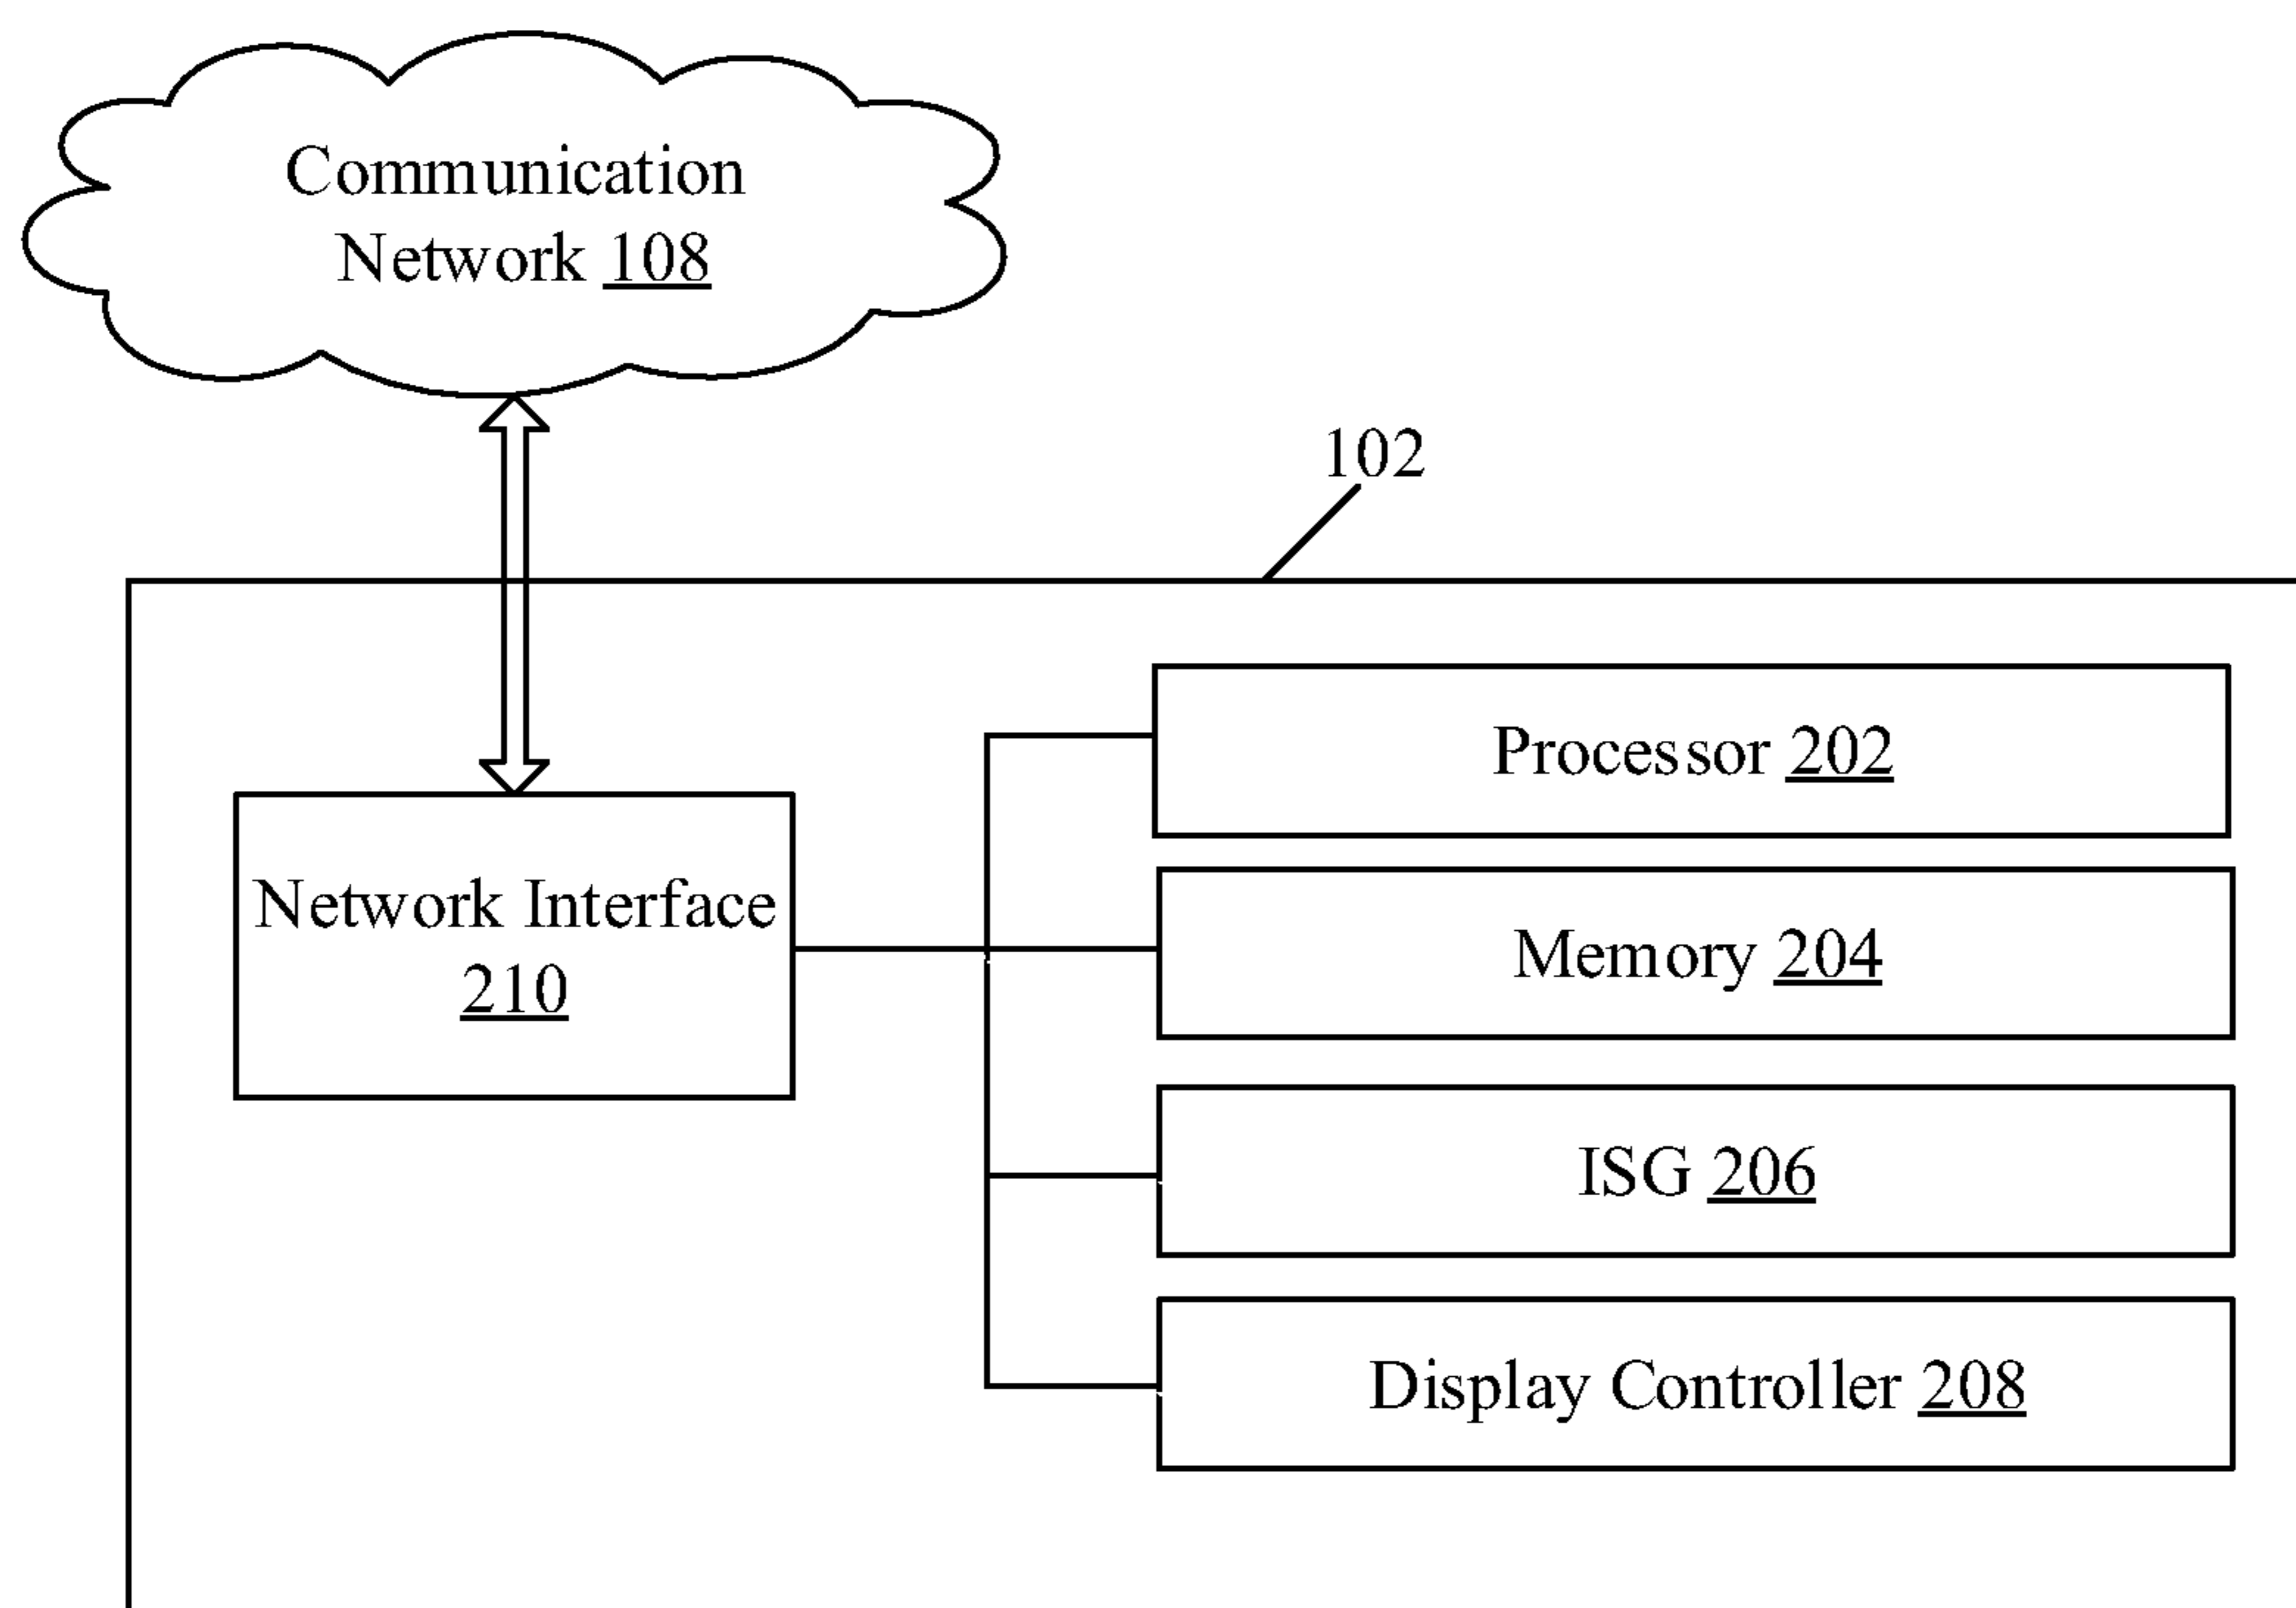 Communication
Network 108
102
Processor 202
Network Interface
210
Memory 204
ISG 206
Display Controller 208